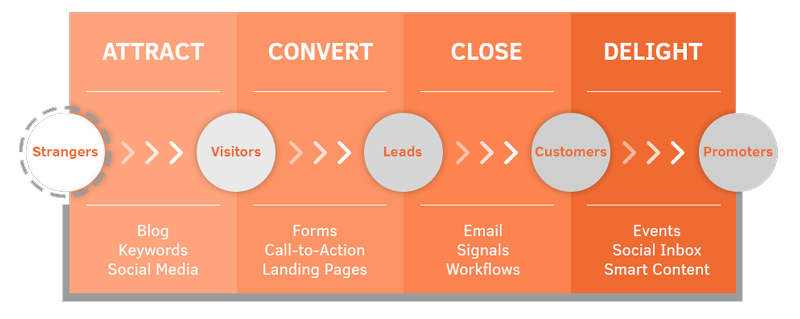 ATTRACT
CONVERT
CLOSE
DELIGHT
Strangers
Visitors
Leads
Customers
Promoters
Blog
Keywords
Social Media
Forms
Call-to-Action
Landing Pages
Email
Signals
Workflows
Events
Social Inbox
Smart Content